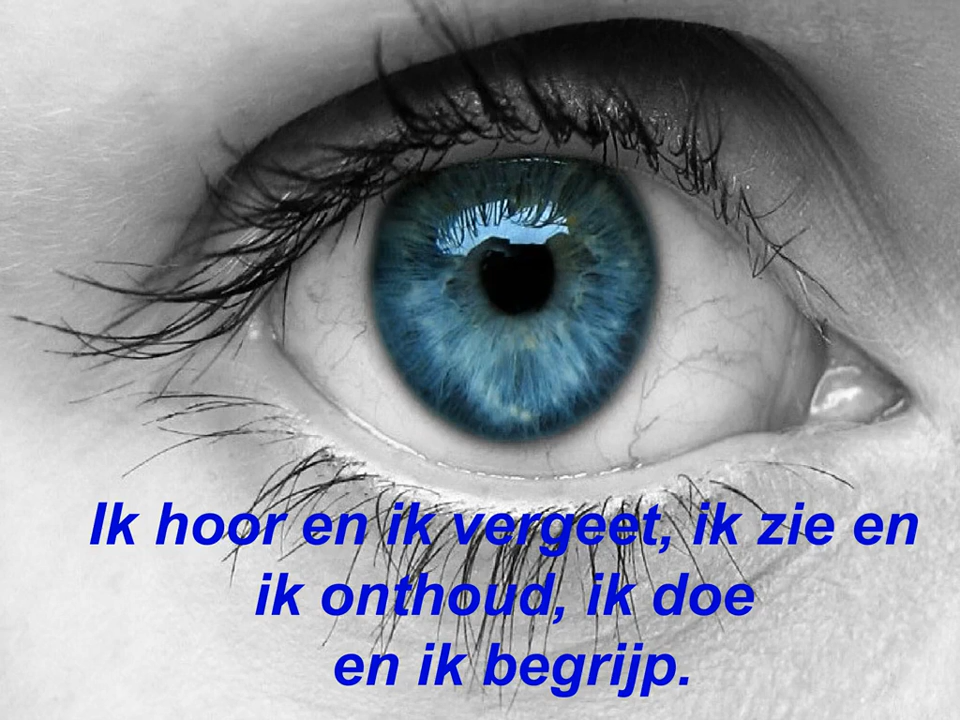 Ik hoor en ik vergeet, ik zie en
ik onthoud, ik doe
en ik begrijp.